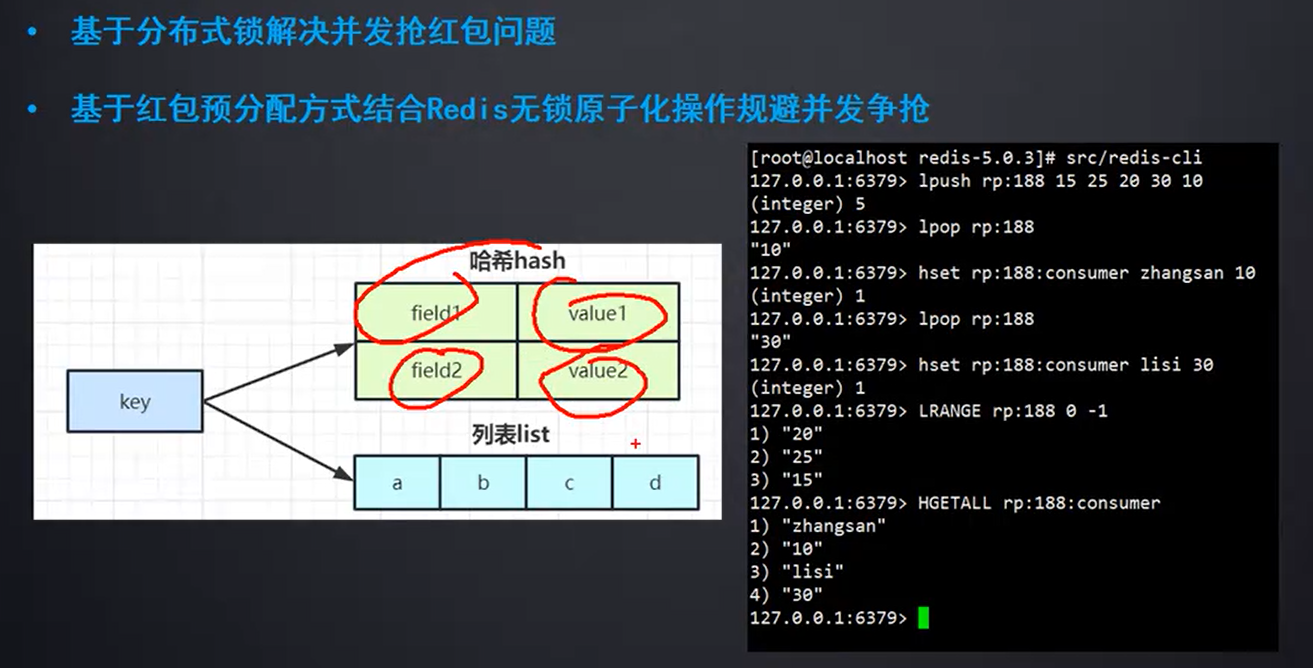 • 基于分布式锁解决并发抢红包问题
• 基于红包预分配方式结合Redis无锁原子化操作规避并发争抢
哈希hash
field1 value1
field2 value2
key
列表list
a b c d
[root@localhost redis-5.0.3]# src/redis-cli
127.0.0.1:6379> lpush rp:188 15 25 20 30 10
(integer) 5
127.0.0.1:6379> lpop rp:188
"10"
127.0.0.1:6379> hset rp:188:consumer zhangsan 10
(integer) 1
127.0.0.1:6379> lpop rp:188
"30"
127.0.0.1:6379> hset rp:188:consumer lisi 30
(integer) 1
127.0.0.1:6379> LRANGE rp:188 0 -1
1) "20"
2) "25"
3) "15"
127.0.0.1:6379> HGETALL rp:188:consumer
1) "zhangsan"
2) "10"
3) "lisi"
4) "30"
127.0.0.1:6379>